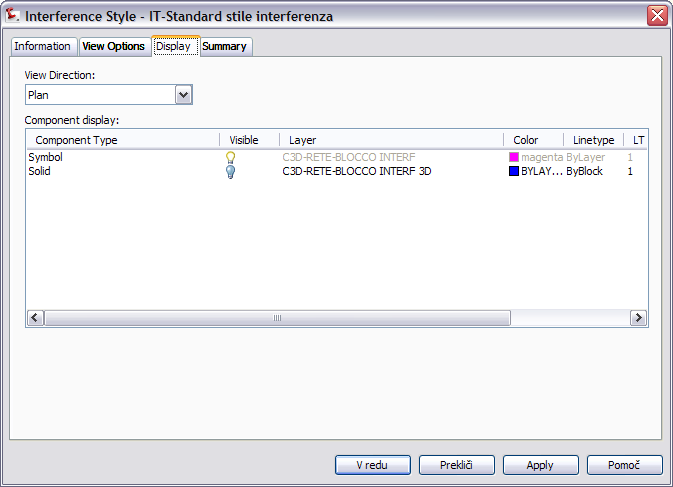 Interference Style - IT-Standard stile interferenza
Information View Options Display Summary
View Direction:
Plan
Component display:
Component Type Visible Layer Color Linetype LT
Symbol C3D-RETE-BLOCCO INTERF magenta ByLayer 1
Solid C3D-RETE-BLOCCO INTERF 3D BYLAY... ByBlock 1
V redu Prekliči Apply Pomoč